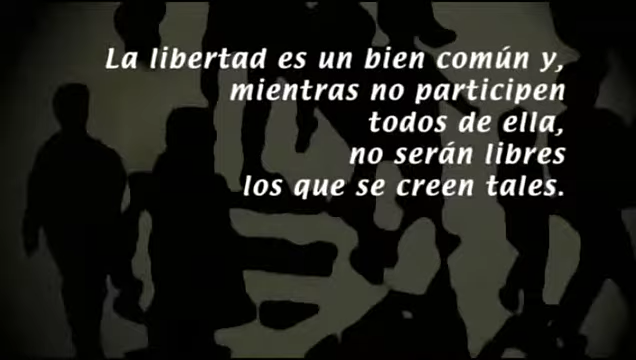 La libertad es un bien común y,
mientras no participen
todos de ella,
no serán libres
los que se creen tales.